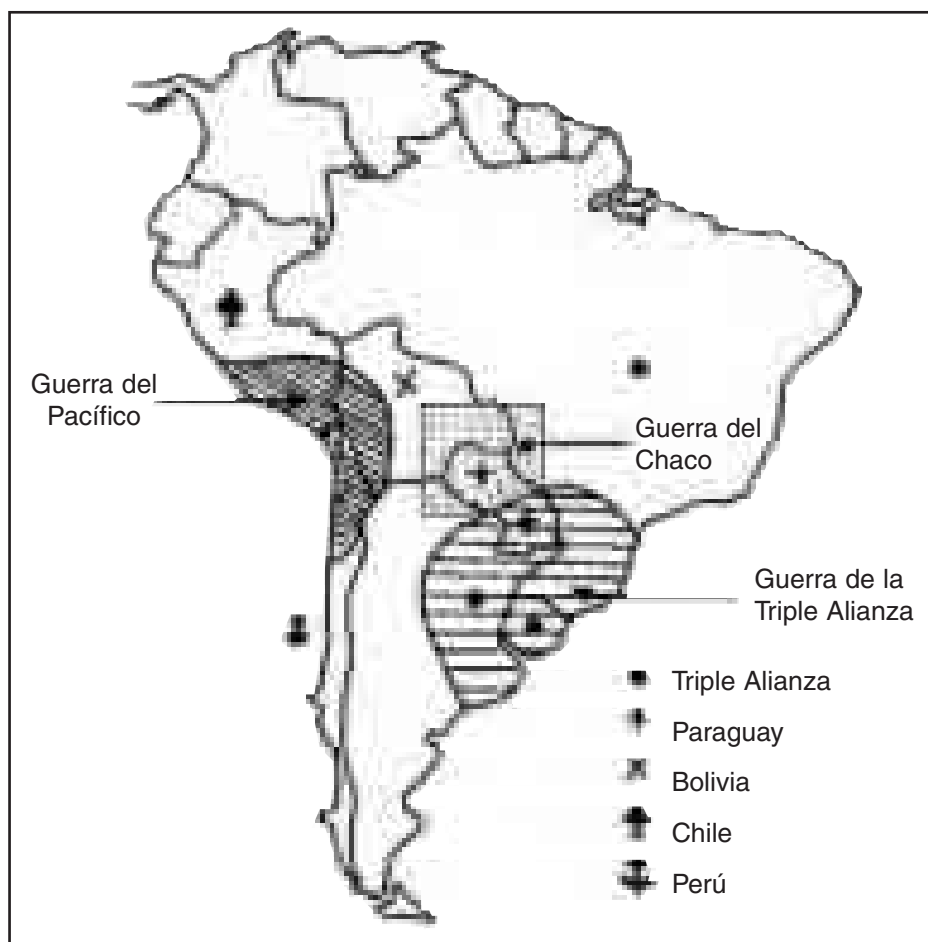 Guerra del
Pacífico
Guerra del
Chaco
Guerra de la
Triple Alianza
Triple Alianza
Paraguay
Bolivia
Chile
Perú